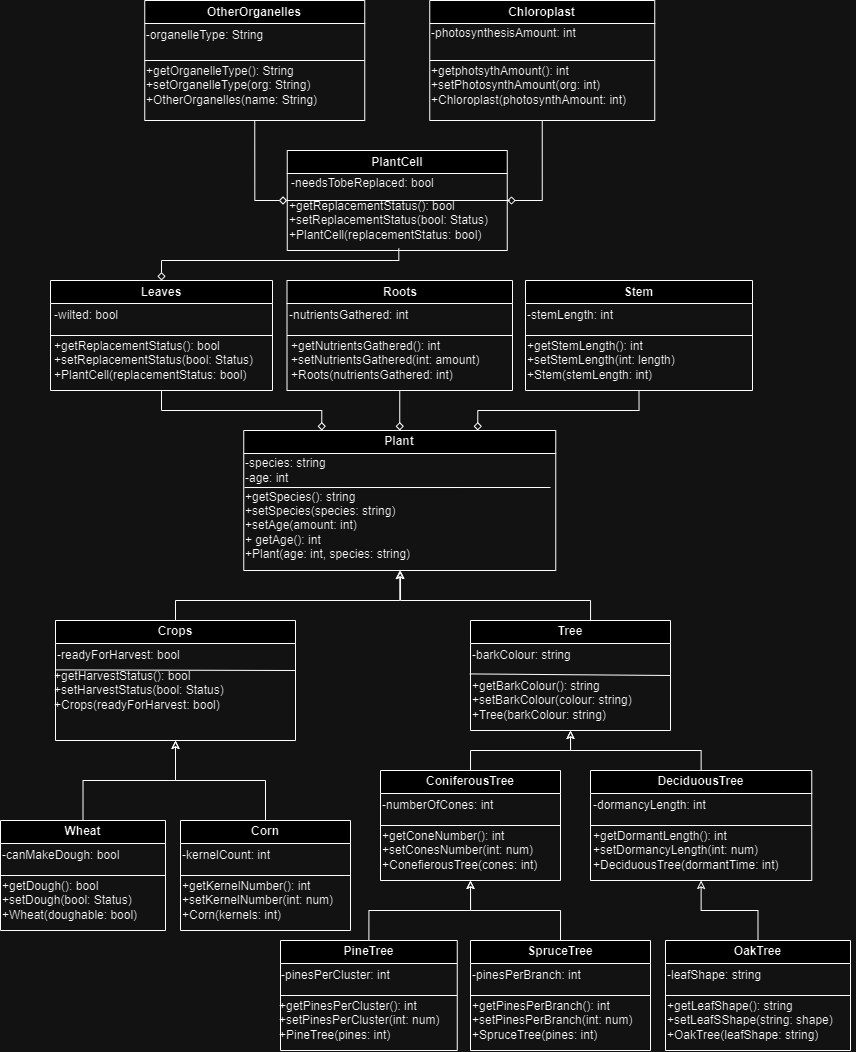 OtherOrganelles
-organelleType: String
+getOrganelleType(): String
+setOrganelleType(org: String)
+OtherOrganelles(name: String)
Chloroplast
-photosynthesisAmount: int
+getphotsythAmount(): int
+setPhotosynthAmount(org: int)
+Chloroplast(photosynthAmount: int)
PlantCell
-needsTobeReplaced: bool
+getReplacementStatus(): bool
+setReplacementStatus(bool: Status)
+PlantCell(replacementStatus: bool)
Leaves
-wilted: bool
+getReplacementStatus(): bool
+setReplacementStatus(bool: Status)
+PlantCell(replacementStatus: bool)
Roots
-nutrientsGathered: int
+getNutrientsGathered(): int
+setNutrientsGathered(int: amount)
+Roots(nutrientsGathered: int)
Stem
-stemLength: int
+getStemLength(): int
+setStemLength(int: length)
+Stem(stemLength: int)
Plant
-species: string
-age: int
+getSpecies(): string
+setSpecies(species: string)
+setAge(amount: int)
+ getAge(): int
+Plant(age: int, species: string)
Crops
-readyForHarvest: bool
+getHarvestStatus(): bool
+setHarvestStatus(bool: Status)
+Crops(readyForHarvest: bool)
Tree
-barkColour: string
+getBarkColour(): string
+setBarkColour(colour: string)
+Tree(barkColour: string)
ConiferousTree
-numberOfCones: int
+getConeNumber(): int
+setConesNumber(int: num)
+ConefierousTree(cones: int)
DeciduousTree
-dormancyLength: int
+getDormantLength(): int
+setDormancyLength(int: num)
+DeciduousTree(dormantTime: int)
Wheat
-canMakeDough: bool
+getDough(): bool
+setDough(bool: Status)
+Wheat(doughable: bool)
Corn
-kernelCount: int
+getKernelNumber(): int
+setKernelNumber(int: num)
+Corn(kernels: int)
PineTree
-pinesPerCluster: int
+getPinesPerCluster(): int
+setPinesPerCluster(int: num)
+PineTree(pines: int)
SpruceTree
-pinesPerBranch: int
+getPinesPerBranch(): int
+setPinesPerBranch(int: num)
+SpruceTree(pines: int)
OakTree
-leafShape: string
+getLeafShape(): string
+setLeafSShape(string: shape)
+OakTree(leafShape: string)